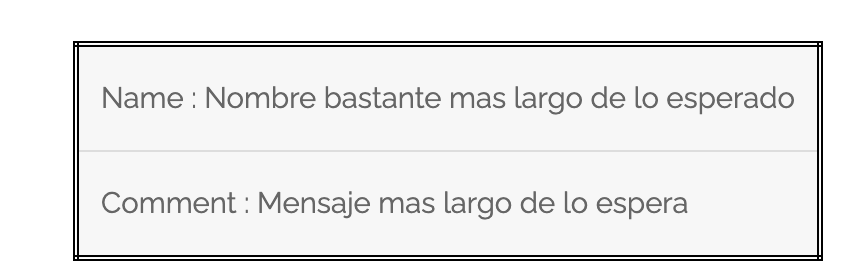 Name : Nombre bastante mas largo de lo esperado
Comment : Mensaje mas largo de lo espera